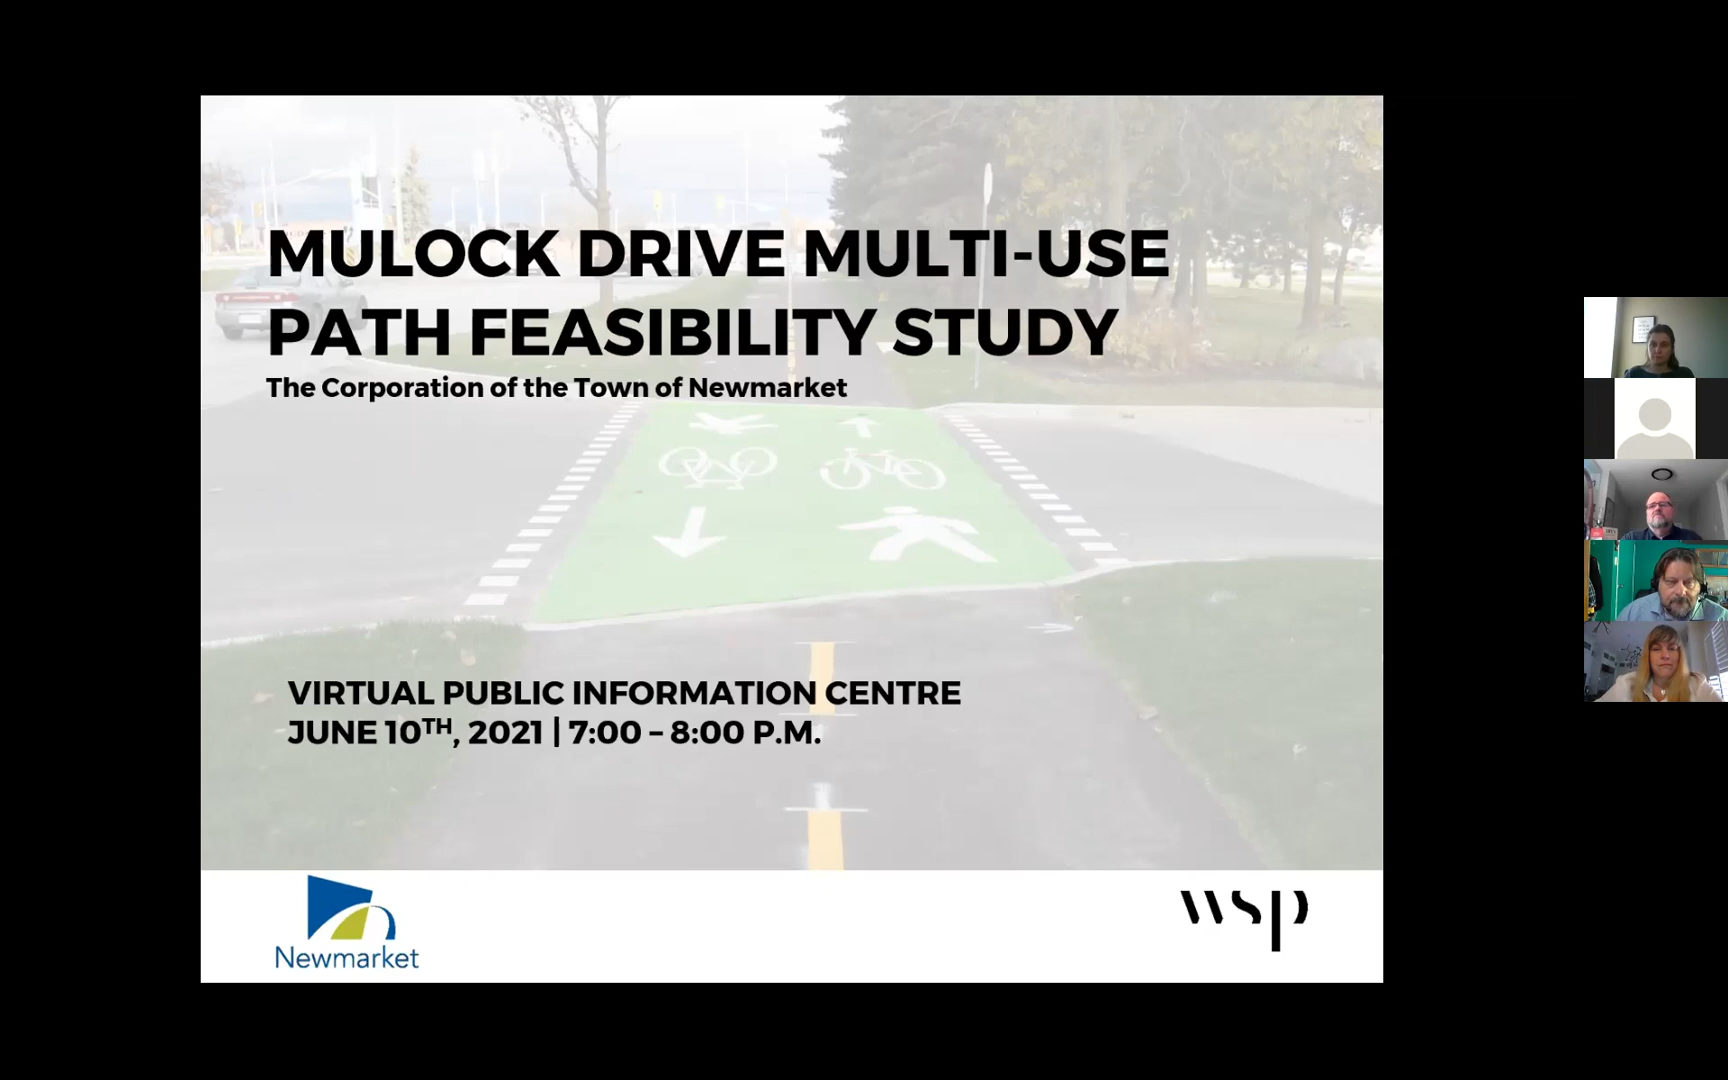 MULOCK DRIVE MULTI-USE
PATH FEASIBILITY STUDY
The Corporation of the Town of Newmarket
VIRTUAL PUBLIC INFORMATION CENTRE
JUNE 10TH, 2021 | 7:00 – 8:00 P.M.
Newmarket
wsp